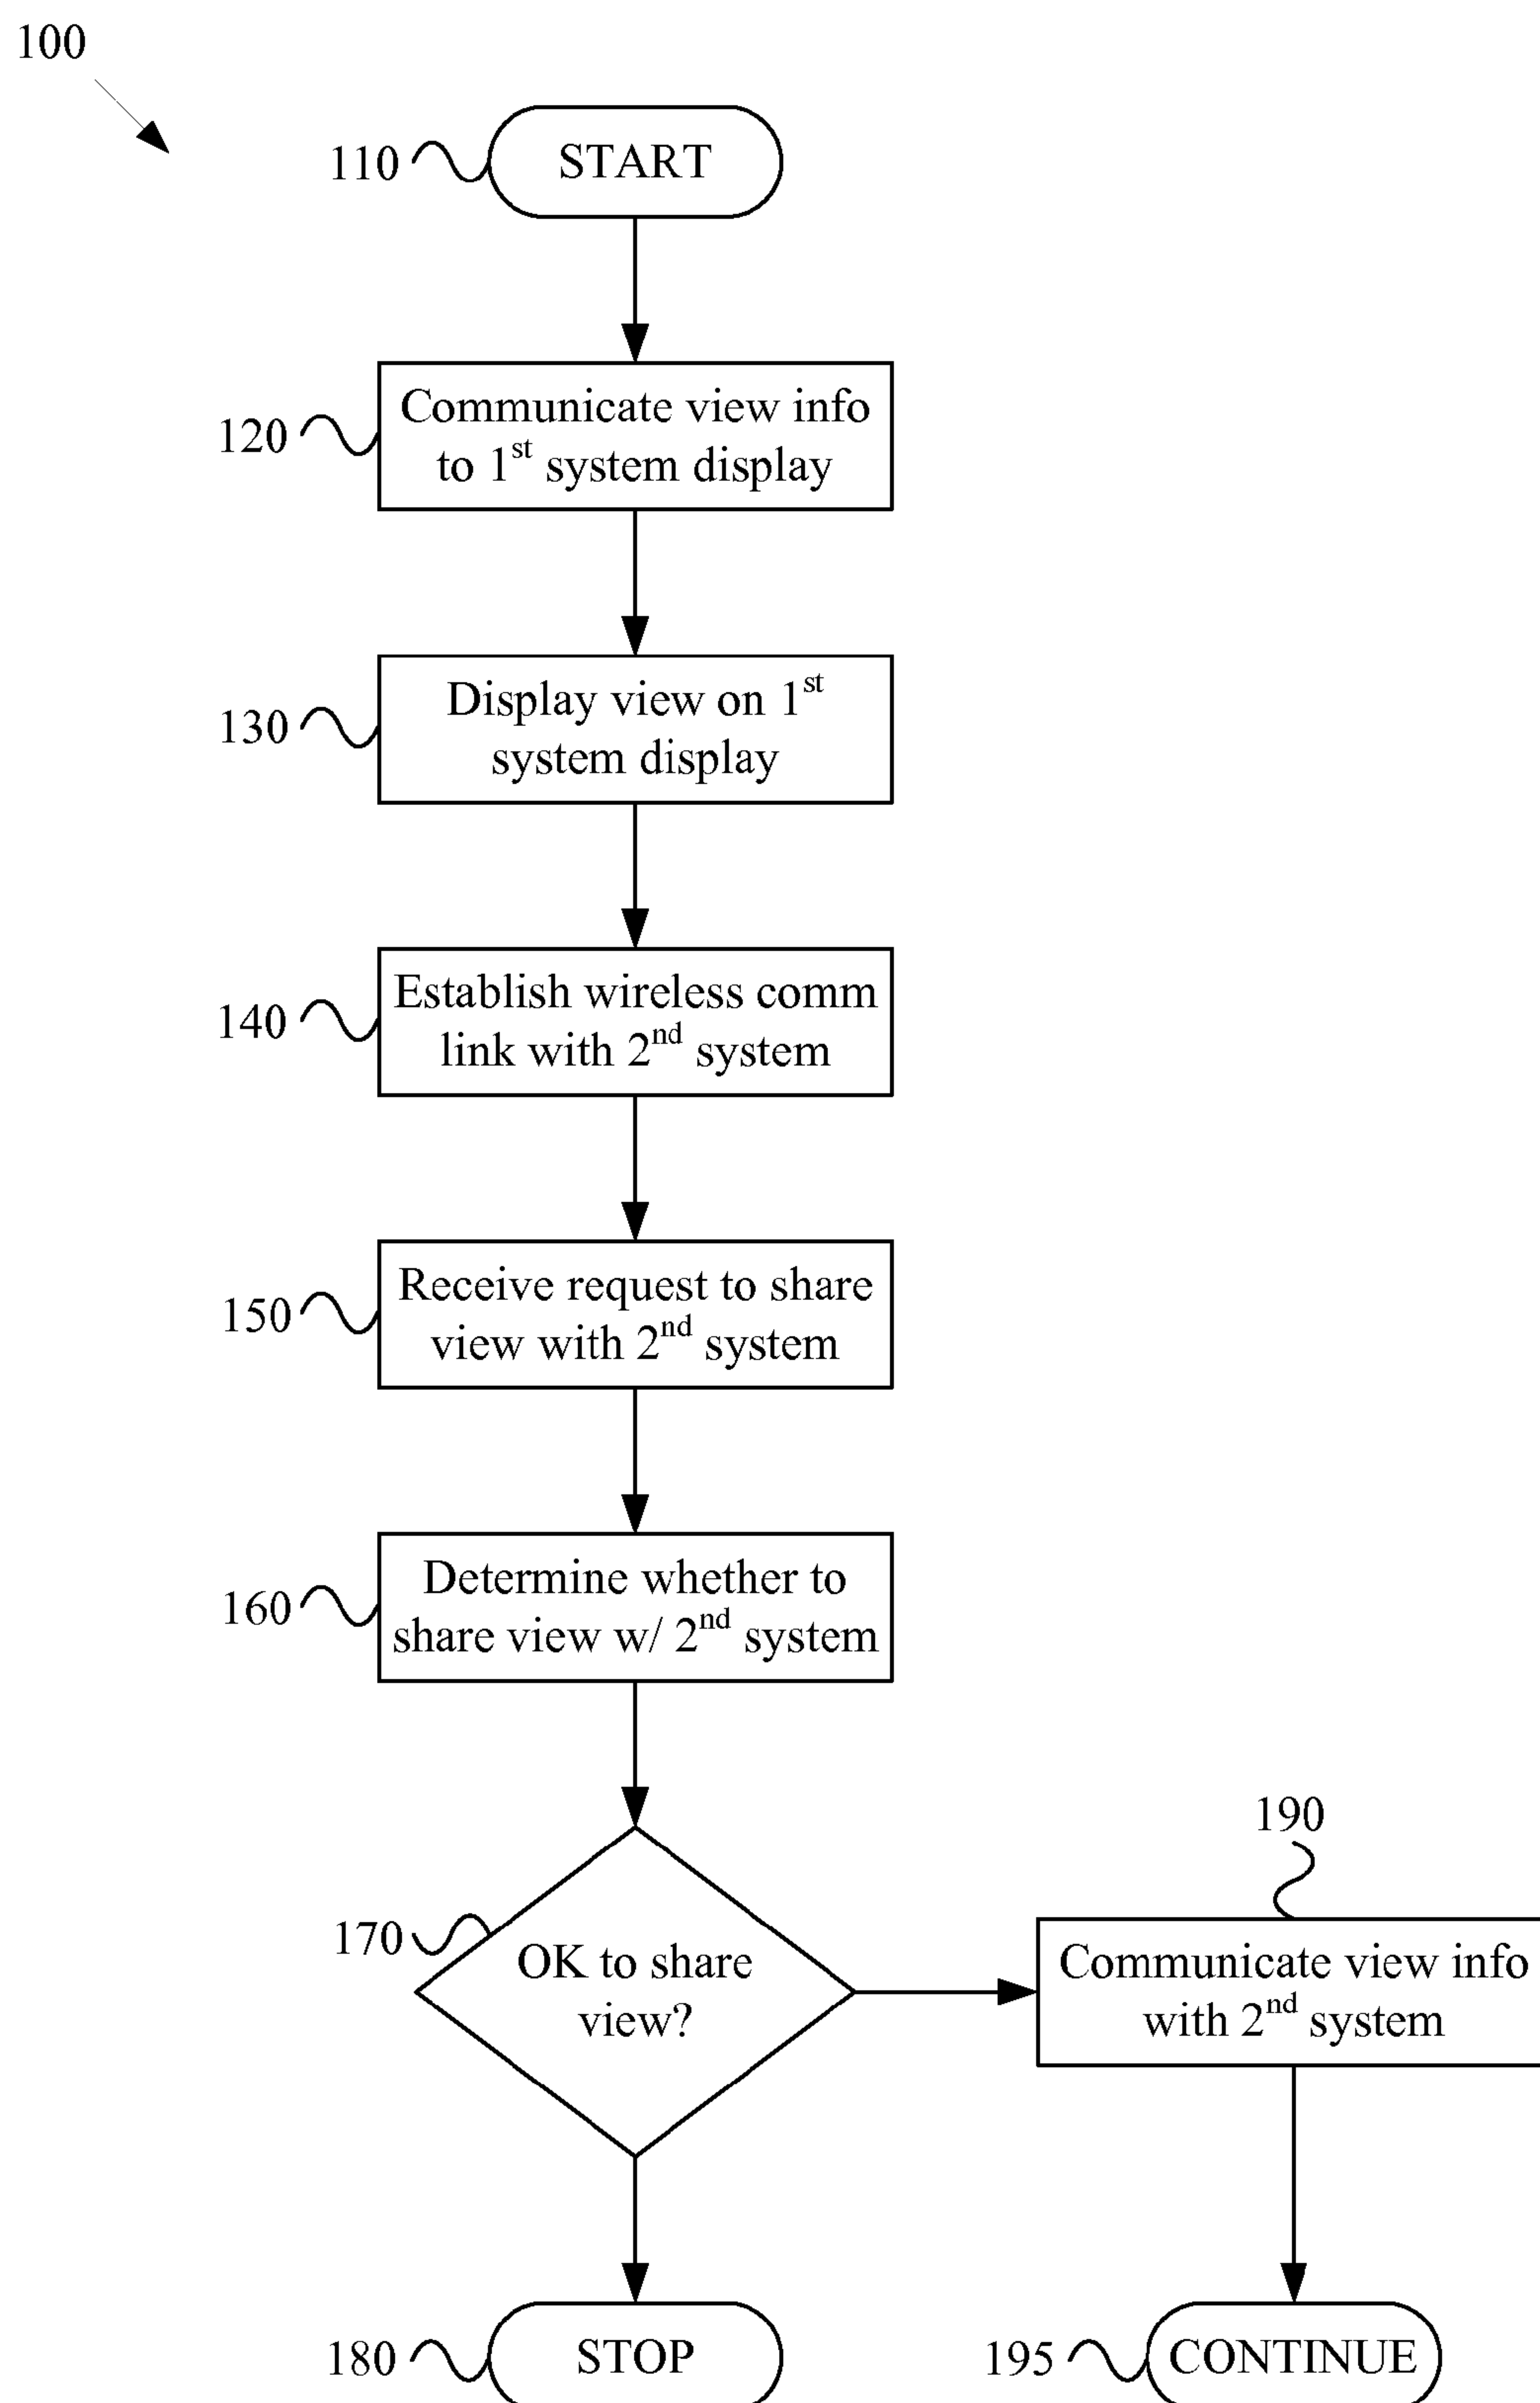 100
110
START
120
Communicate view info
to 1st system display
130
Display view on 1st
system display
140
Establish wireless comm
link with 2nd system
150
Receive request to share
view with 2nd system
160
Determine whether to
share view w/ 2nd system
170
OK to share
view?
190
Communicate view info
with 2nd system
180
STOP
195
CONTINUE